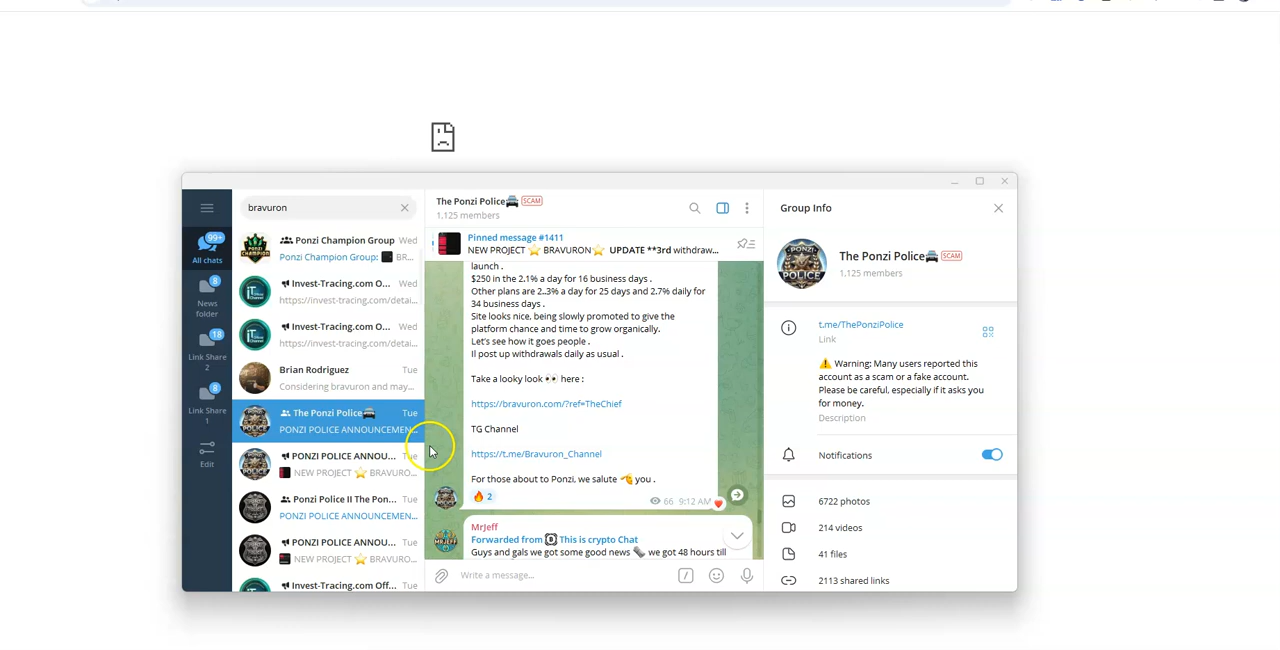 bravuron
99+
All chats
8
News
folder
18
Link Share
2
8
Link Share
1
Edit
Ponzi Champion Group Wed
Ponzi Champion Group: BR...
Invest-Tracing.com O... Wed
https://invest-tracing.com/detai...
Invest-Tracing.com O... Wed
https://invest-tracing.com/detai...
Brian Rodriguez Tue
Considering bravuron and may...
The Ponzi Police Tue
PONZI POLICE ANNOUNCEMEN...
PONZI POLICE ANNOU... Tue
NEW PROJECT ⭐ BRAVURO...
Ponzi Police II The Pon... Tue
PONZI POLICE ANNOUNCEMEN...
PONZI POLICE ANNOU... Tue
NEW PROJECT ⭐ BRAVURO...
Invest-Tracing.com Off... Tue
The Ponzi Police🚔 SCAM
1,125 members
Pinned message #1411
NEW PROJECT ⭐ BRAVURON⭐ UPDATE **3rd withdraw...
launch .
$250 in the 2.1% a day for 16 business days .
Other plans are 2..3% a day for 25 days and 2.7% daily for
34 business days .
Site looks nice, being slowly promoted to give the
platform chance and time to grow organically.
Let's see how it goes people .
Il post up withdrawals daily as usual .
Take a looky look 👀 here :
https://bravuron.com/?ref=TheChief
TG Channel
https://t.me/Bravuron_Channel
For those about to Ponzi, we salute 🫡 you .
🔥 2
66 9:12 AM
MrJeff
Forwarded from This is crypto Chat
Guys and gals we got some good news 🗞 we got 48 hours till
Write a message...
Group Info
PONZI
POLICE
The Ponzi Police🚔 SCAM
1,125 members
t.me/ThePonziPolice
Link
⚠️ Warning: Many users reported this
account as a scam or a fake account.
Please be careful, especially if it asks you
for money.
Description
Notifications
6722 photos
214 videos
41 files
2113 shared links